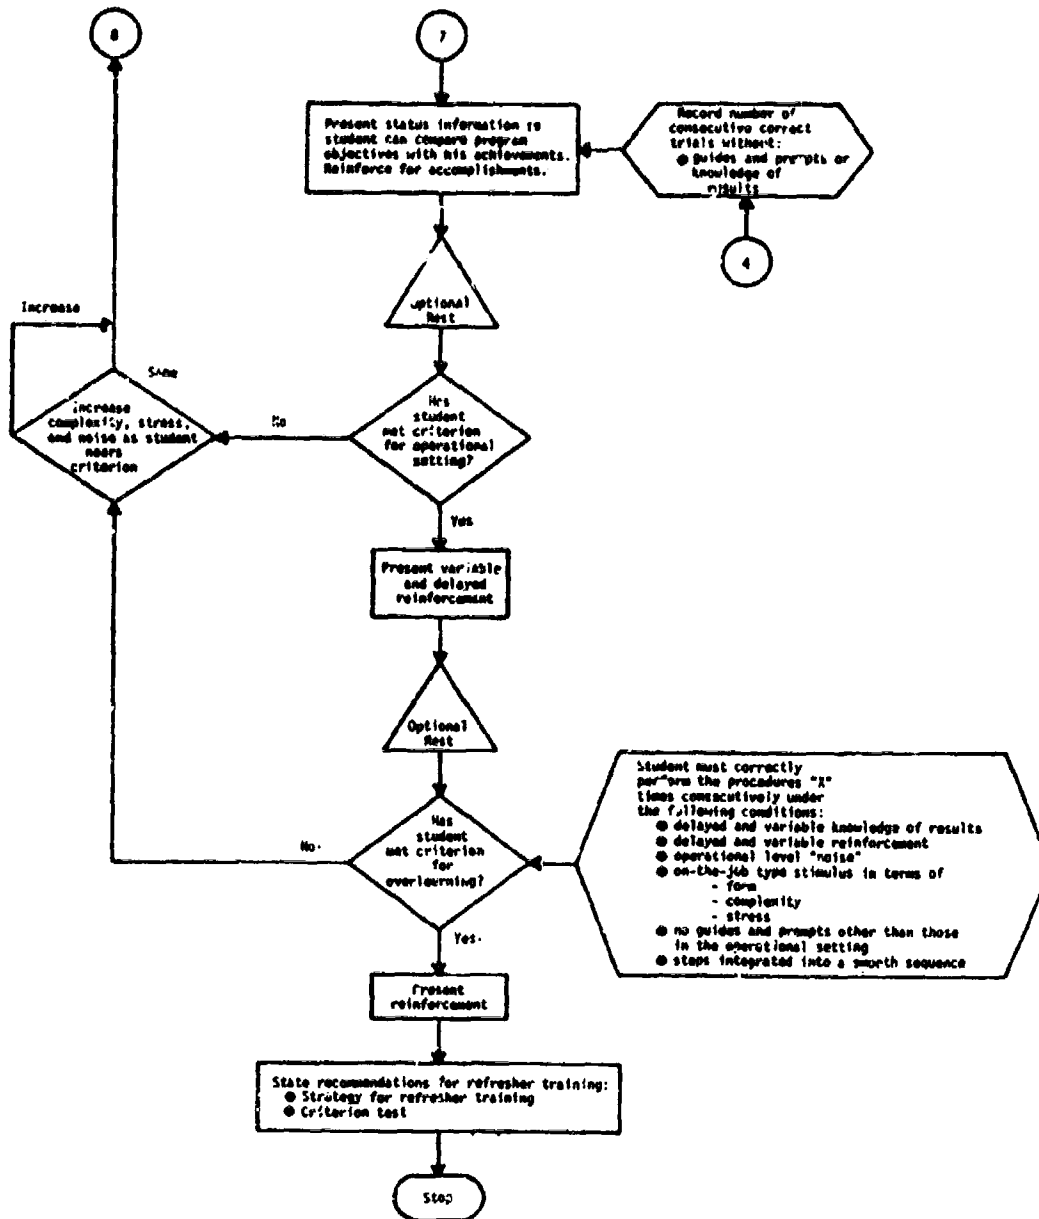 8
7
Present status information so
student can compare program
objectives with his achievements.
Reinforce for accomplishments.
Record number of
consecutive correct
trials without:
● guides and prompts or
knowledge of
results
4
Optional
Rest
Increase
Same
Increase
complexity, stress,
and noise as student
nears
criterion
No
Has
student
met criterion
for operational
setting?
Yes
Present variable
and delayed
reinforcement
Optional
Rest
Student must correctly
perform the procedures "X"
times consecutively under
the following conditions:
● delayed and variable knowledge of results
● delayed and variable reinforcement
● operational level "noise"
● on-the-job type stimulus in terms of
- form
- complexity
- stress
● no guides and prompts other than those
in the operational setting
● steps integrated into a smooth sequence
No.
Has
student
met criterion
for
overlearning?
Yes.
Present
reinforcement
State recommendations for refresher training:
● Strategy for refresher training
● Criterion test
Stop